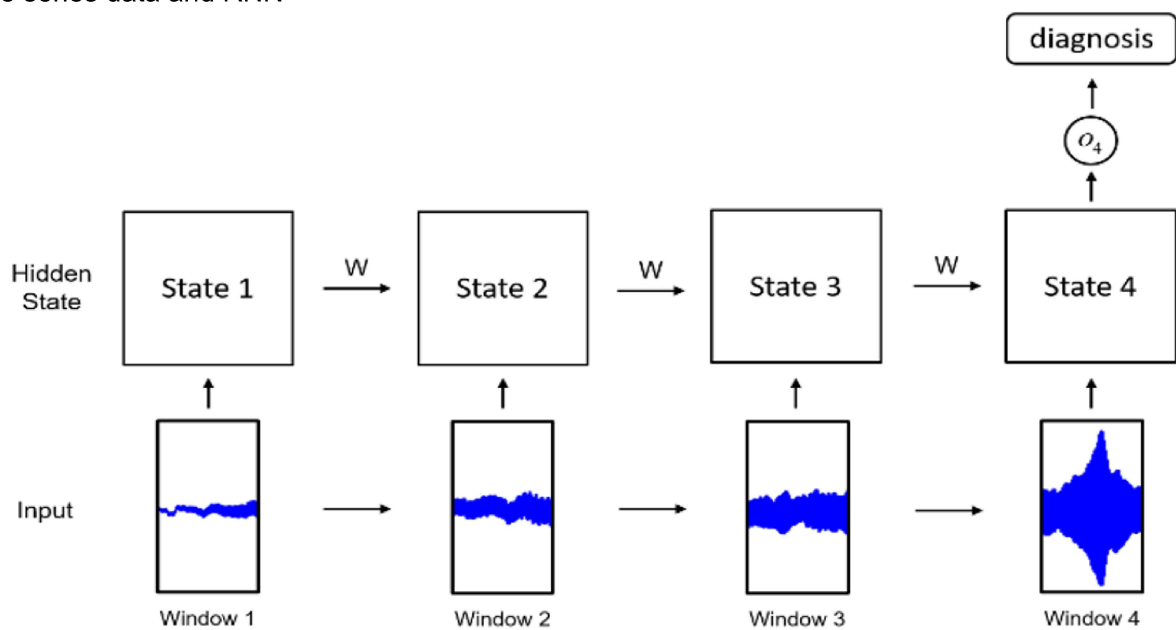 diagnosis
o₄
Hidden
State
State 1
W
State 2
W
State 3
W
State 4
Input
Window 1
Window 2
Window 3
Window 4